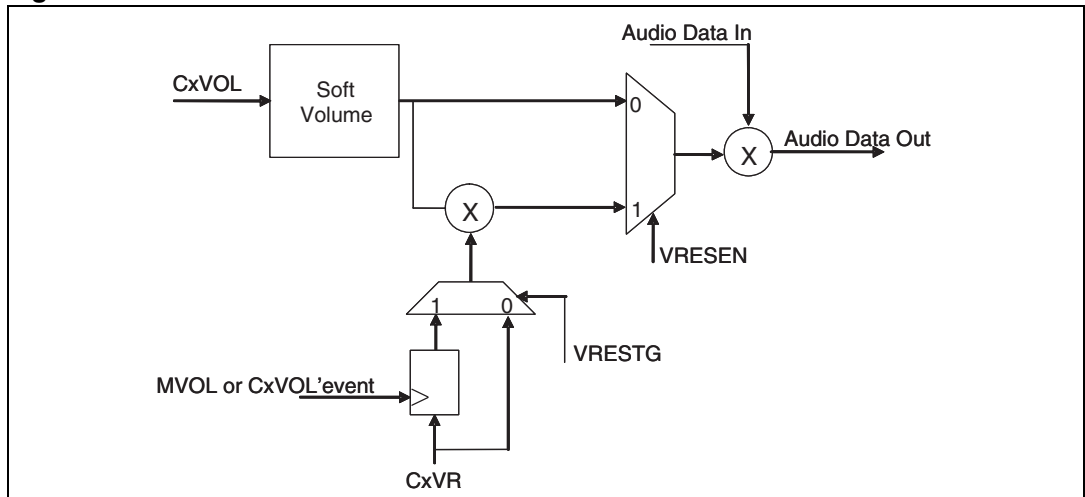 Audio Data In
CxVOL
Soft
Volume
0
X
Audio Data Out
1
X
VRESEN
1
0
VRESTG
MVOL or CxVOL'event
CxVR